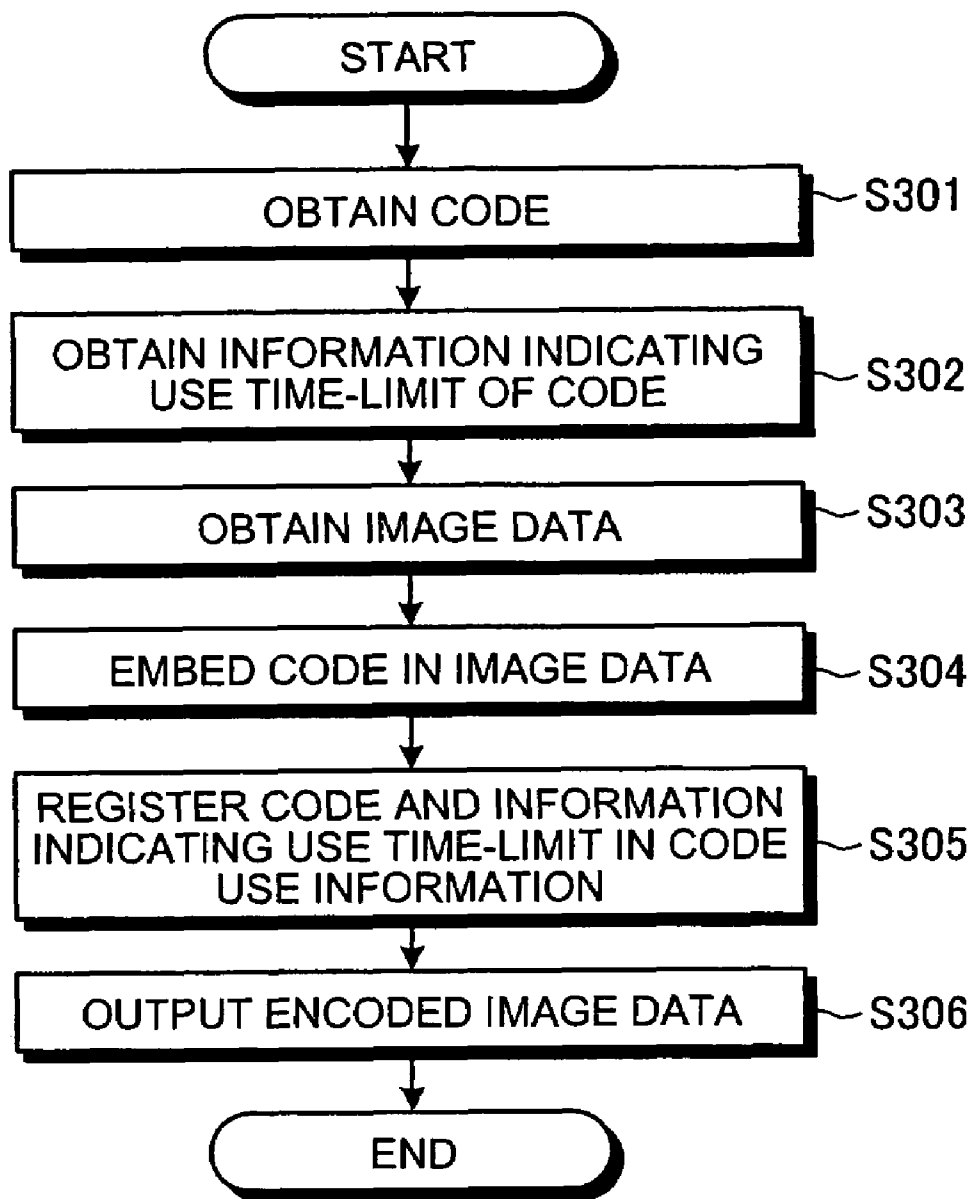 START
OBTAIN CODE
S301
OBTAIN INFORMATION INDICATING
USE TIME-LIMIT OF CODE
S302
OBTAIN IMAGE DATA
S303
EMBED CODE IN IMAGE DATA
S304
REGISTER CODE AND INFORMATION
INDICATING USE TIME-LIMIT IN CODE
USE INFORMATION
S305
OUTPUT ENCODED IMAGE DATA
S306
END